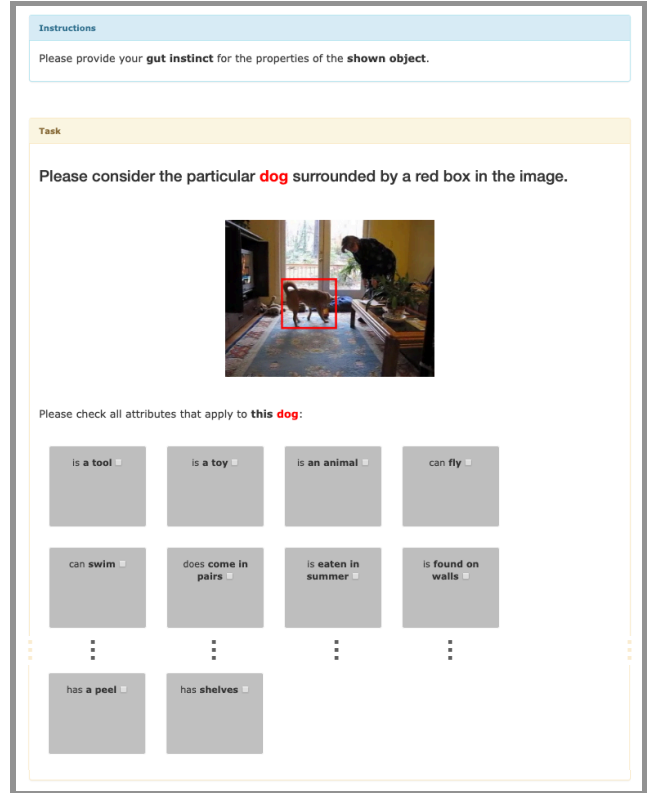 Instructions
Please provide your gut instinct for the properties of the shown object.
Task
Please consider the particular dog surrounded by a red box in the image.
Please check all attributes that apply to this dog:
is a tool
is a toy
is an animal
can fly
can swim
does come in
pairs
is eaten in
summer
is found on
walls
has a peel
has shelves